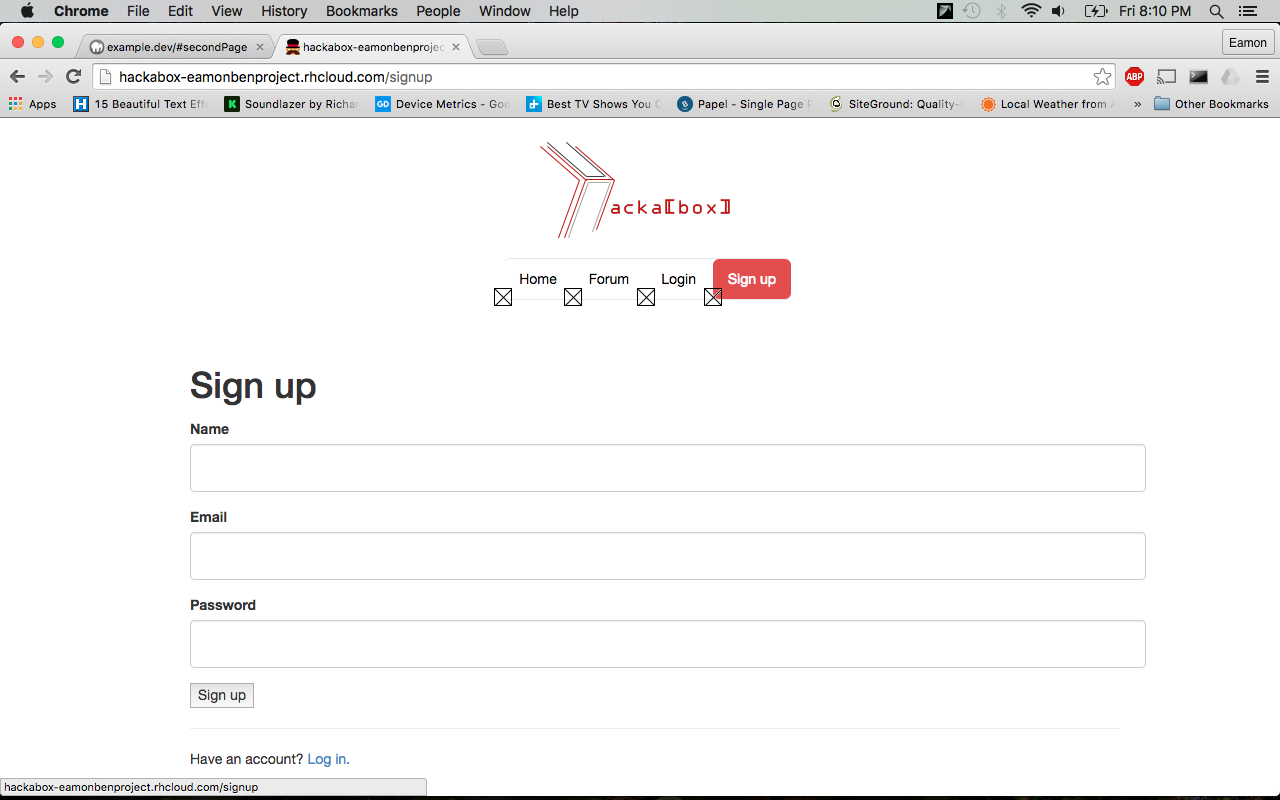 Chrome File Edit View History Bookmarks People Window Help Fri 8:10 PM
example.dev/#secondPage hackabox-eamonbenprojec Eamon
hackabox-eamonbenproject.rhcloud.com/signup ABP
Apps H 15 Beautiful Text Effe K Soundlazer by Richar GD Device Metrics - Goo Best TV Shows You C B Papel - Single Page P SiteGround: Quality- Local Weather from A » Other Bookmarks
acka[box]
Home Forum Login Sign up
Sign up
Name
Email
Password
Sign up
Have an account? Log in.
hackabox-eamonbenproject.rhcloud.com/signup